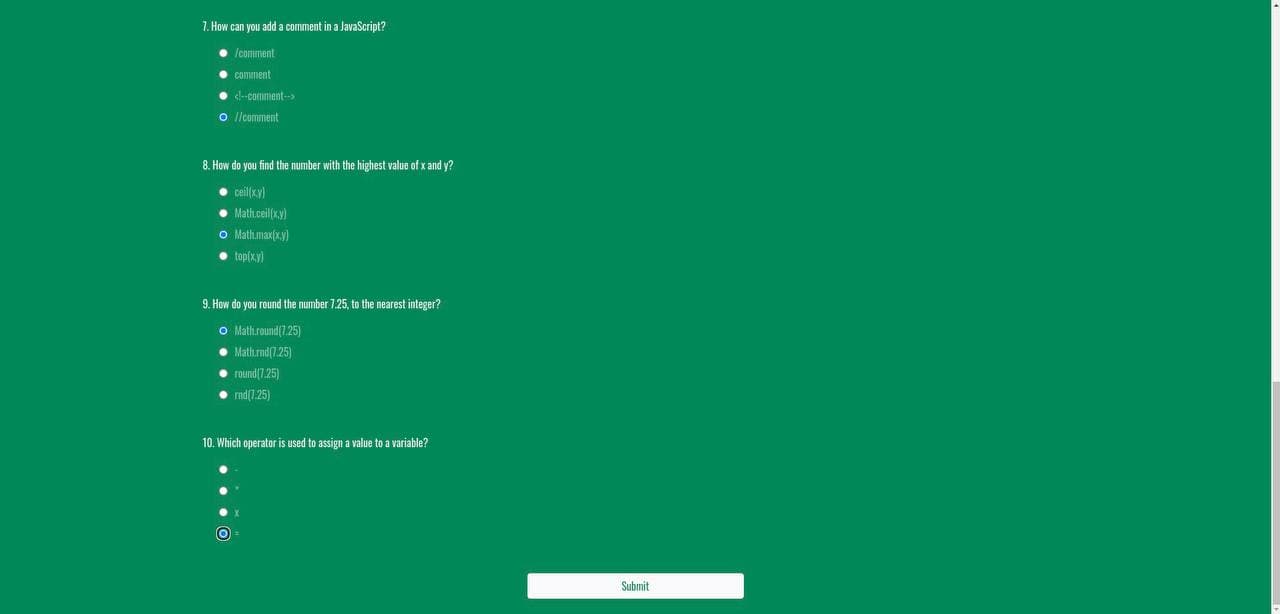 7. How can you add a comment in a JavaScript?
/comment
comment
<!--comment-->
//comment
8. How do you find the number with the highest value of x and y?
ceil(x,y)
Math.ceil(x,y)
Math.max(x,y)
top(x,y)
9. How do you round the number 7.25, to the nearest integer?
Math.round(7.25)
Math.rnd(7.25)
round(7.25)
rnd(7.25)
10. Which operator is used to assign a value to a variable?
-
*
x
=
Submit